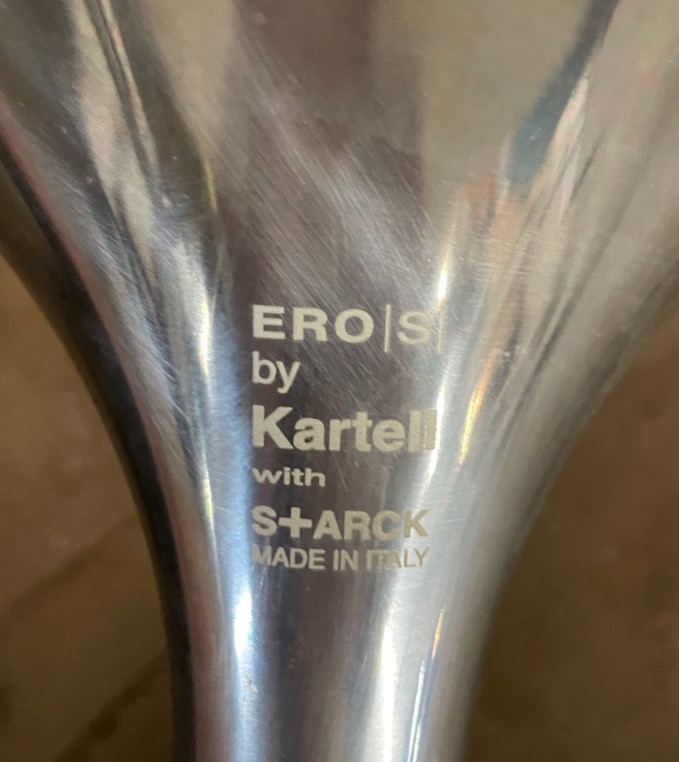 ERO|S|
by
Kartell
with
S+ARCK
MADE IN ITALY